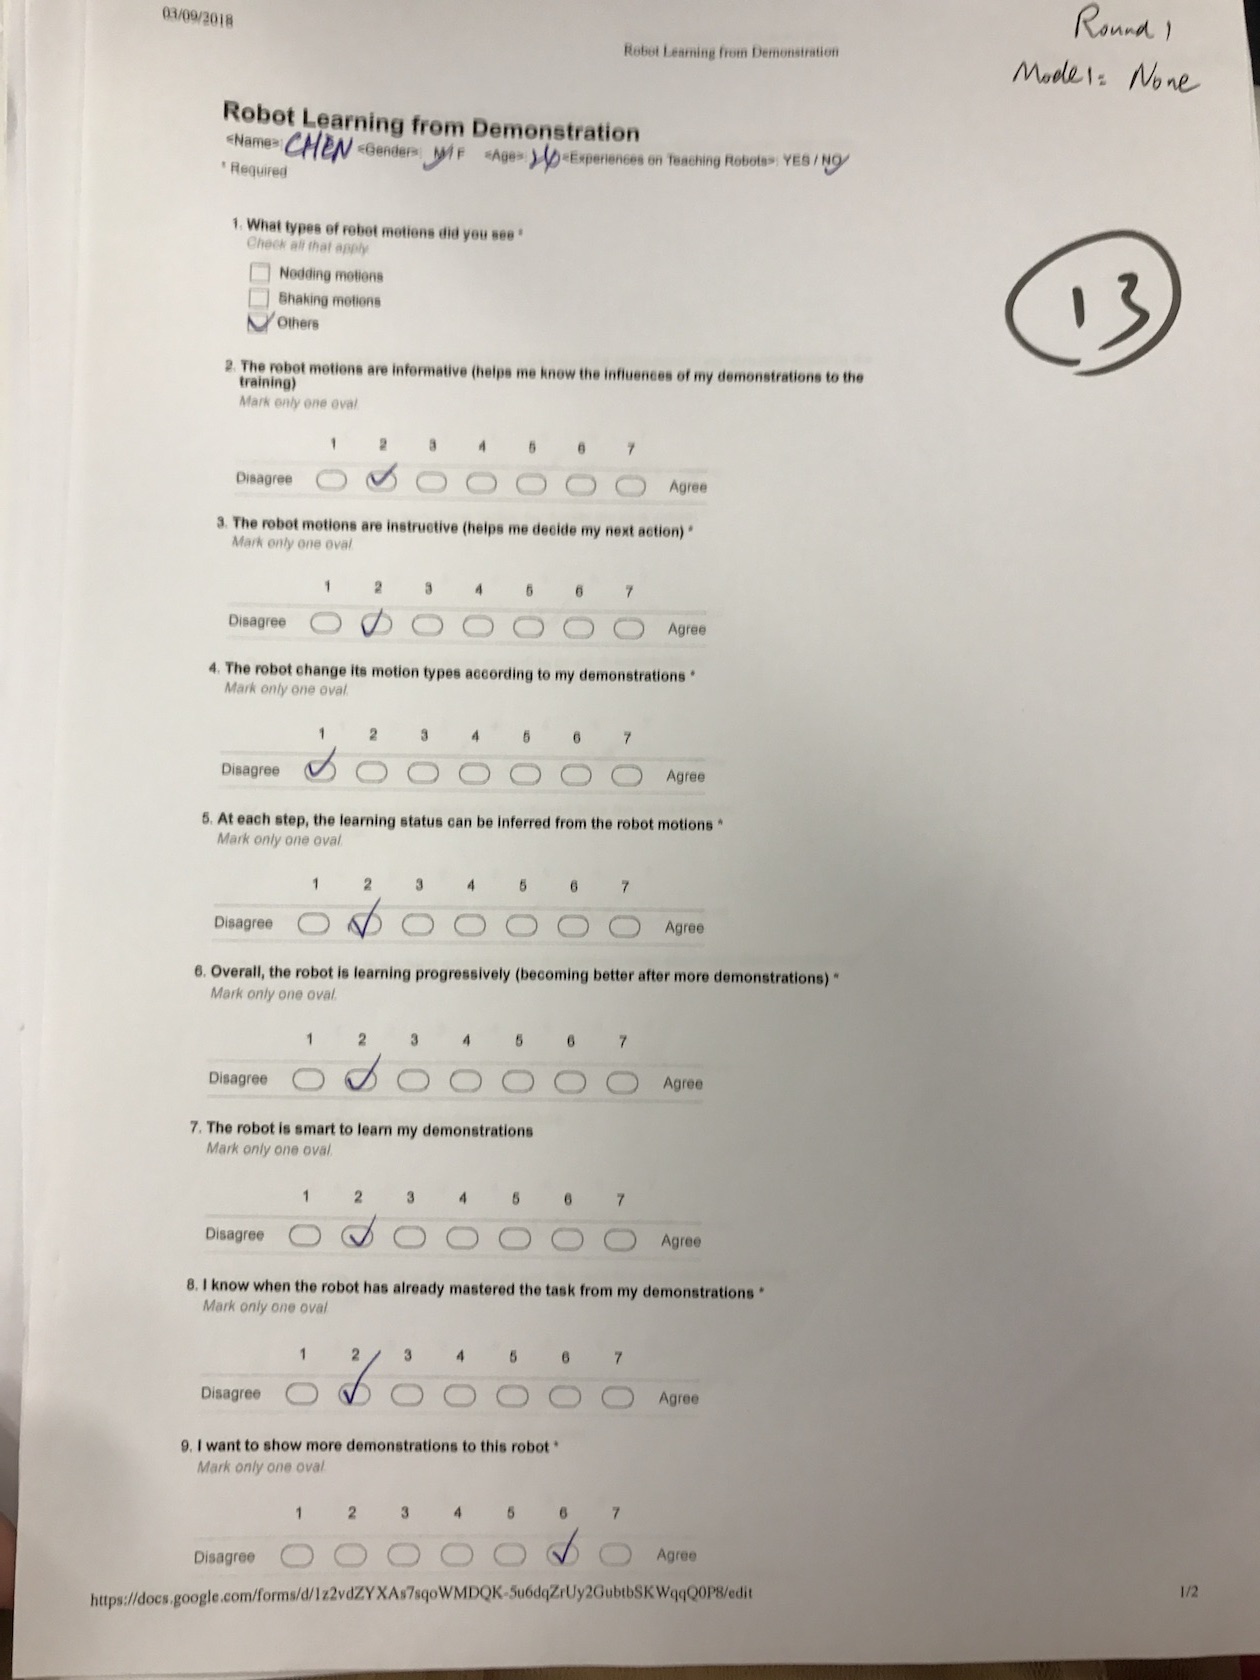 03/09/2018
Robot Learning from Demonstration
Round 1
Model: None
Robot Learning from Demonstration
<Name>: CHEN <Gender>: M / F <Age>: <Experiences on Teaching Robots>: YES / NO
* Required
13
1. What types of robot motions did you see *
Check all that apply
Nodding motions
Shaking motions
Others
2. The robot motions are informative (helps me know the influences of my demonstrations to the
training)
Mark only one oval.
1 2 3 4 5 6 7
Disagree Agree
3. The robot motions are instructive (helps me decide my next action) *
Mark only one oval.
1 2 3 4 5 6 7
Disagree Agree
4. The robot change its motion types according to my demonstrations *
Mark only one oval.
1 2 3 4 5 6 7
Disagree Agree
5. At each step, the learning status can be inferred from the robot motions *
Mark only one oval.
1 2 3 4 5 6 7
Disagree Agree
6. Overall, the robot is learning progressively (becoming better after more demonstrations) *
Mark only one oval.
1 2 3 4 5 6 7
Disagree Agree
7. The robot is smart to learn my demonstrations
Mark only one oval.
1 2 3 4 5 6 7
Disagree Agree
8. I know when the robot has already mastered the task from my demonstrations *
Mark only one oval.
1 2 3 4 5 6 7
Disagree Agree
9. I want to show more demonstrations to this robot *
Mark only one oval.
1 2 3 4 5 6 7
Disagree Agree
https://docs.google.com/forms/d/1z2vdZYXAs7sqoWMDQK-5u6dqZrUy2GubtbSKWqqQ0P8/edit
1/2